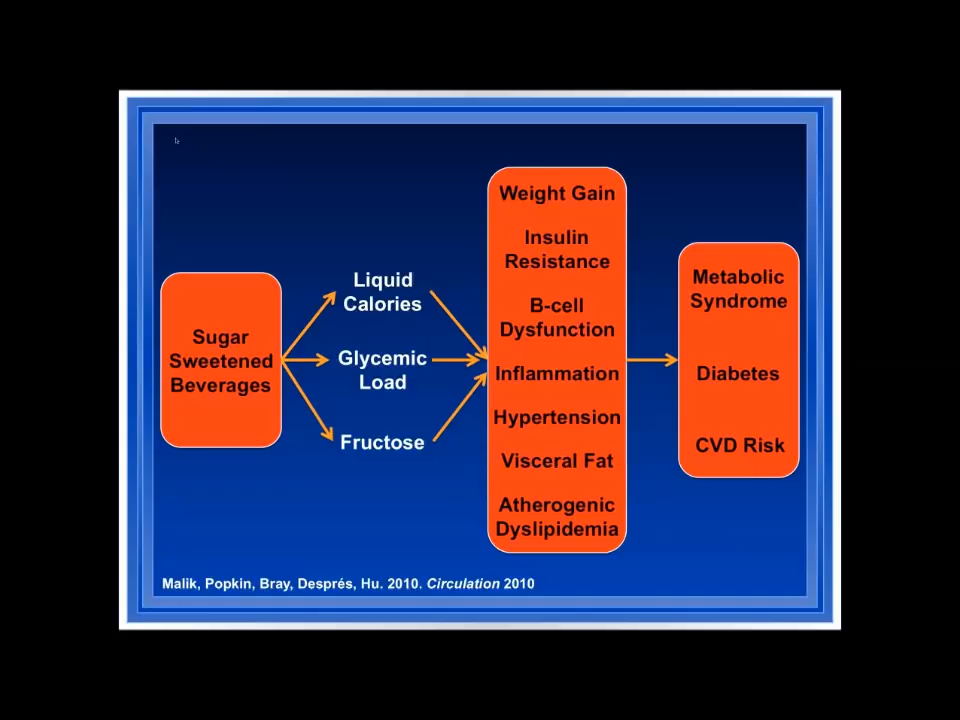 Sugar
Sweetened
Beverages
Liquid
Calories
Glycemic
Load
Fructose
Weight Gain
Insulin
Resistance
B-cell
Dysfunction
Inflammation
Hypertension
Visceral Fat
Atherogenic
Dyslipidemia
Metabolic
Syndrome
Diabetes
CVD Risk
Malik, Popkin, Bray, Després, Hu. 2010. Circulation 2010